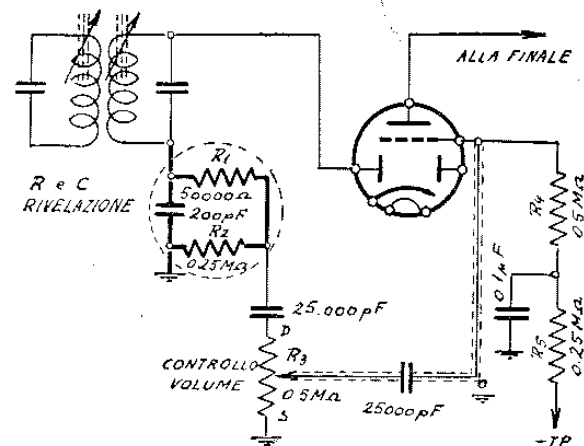 ALLA FINALE
R e C
RIVELAZIONE
R1
50000Ω
200pF
R2
0.25MΩ
25.000pF
D
R3
CONTROLLO
VOLUME
0.5MΩ
S
25000pF
R4
0.5MΩ
0.1µF
R5
0.25MΩ
-TP